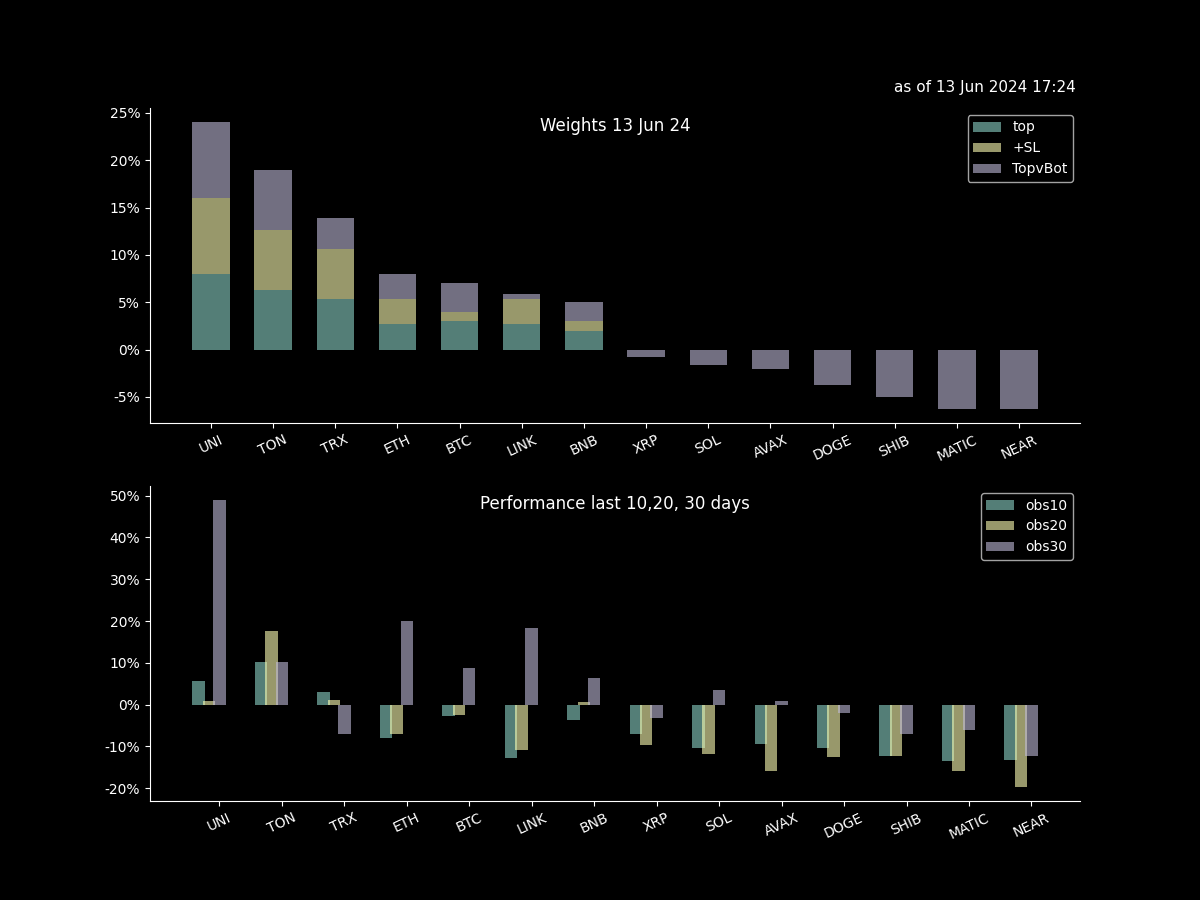 as of 13 Jun 2024 17:24
Weights 13 Jun 24
top
+SL
TopvBot
25%
20%
15%
10%
5%
0%
-5%
UNI TON TRX ETH BTC LINK BNB XRP SOL AVAX DOGE SHIB MATIC NEAR
Performance last 10,20, 30 days
obs10
obs20
obs30
50%
40%
30%
20%
10%
0%
-10%
-20%
UNI TON TRX ETH BTC LINK BNB XRP SOL AVAX DOGE SHIB MATIC NEAR